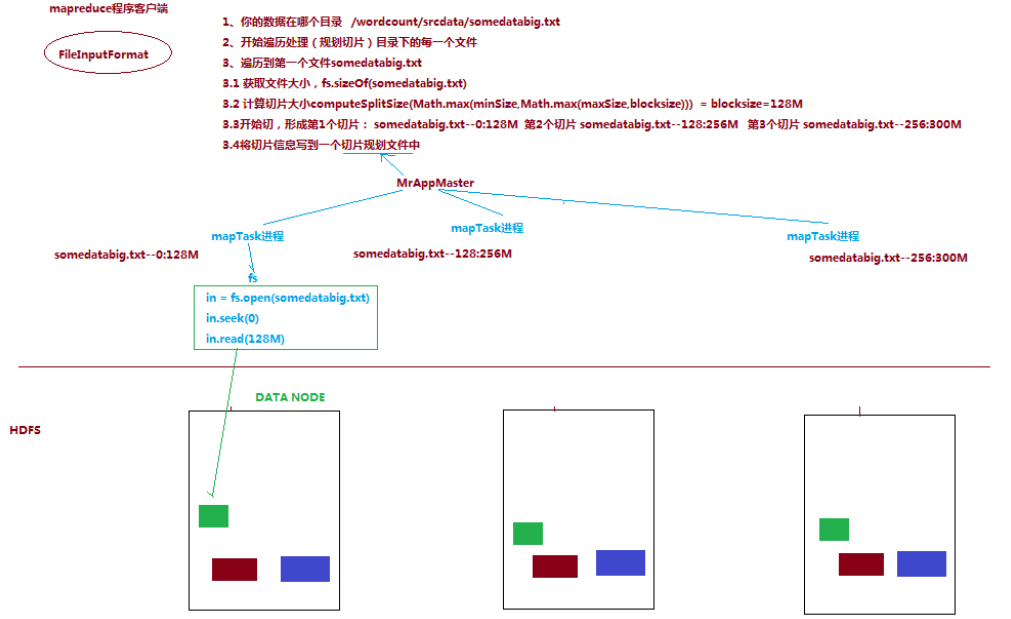 mapreduce程序客户端
FileInputFormat
1、你的数据在哪个目录 /wordcount/srcdata/somedatabig.txt
2、开始遍历处理（规划切片）目录下的每一个文件
3、遍历到第一个文件somedatabig.txt
3.1 获取文件大小，fs.sizeOf(somedatabig.txt)
3.2 计算切片大小computeSplitSize(Math.max(minSize,Math.max(maxSize,blocksize))) = blocksize=128M
3.3开始切，形成第1个切片： somedatabig.txt--0:128M 第2个切片 somedatabig.txt--128:256M 第3个切片 somedatabig.txt--256:300M
3.4将切片信息写到一个切片规划文件中
MrAppMaster
mapTask进程
mapTask进程
mapTask进程
somedatabig.txt--0:128M
somedatabig.txt--128:256M
somedatabig.txt--256:300M
fs
in = fs.open(somedatabig.txt)
in.seek(0)
in.read(128M)
DATA NODE
HDFS